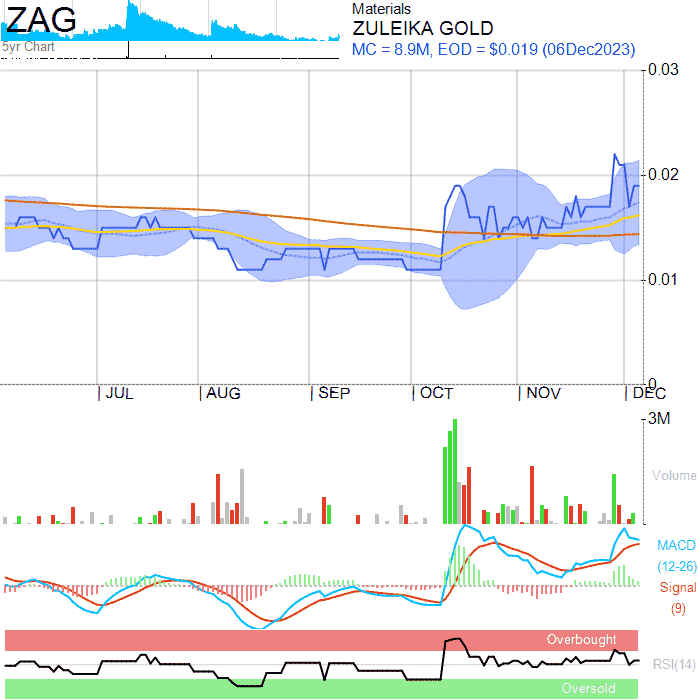 ZAG
5yr Chart
Materials
ZULEIKA GOLD
MC = 8.9M, EOD = $0.019 (06Dec2023)
0.03
0.02
0.01
0
JUL
AUG
SEP
OCT
NOV
DEC
3M
Volume
MACD
(12-26)
Signal
(9)
Overbought
RSI(14)
Oversold